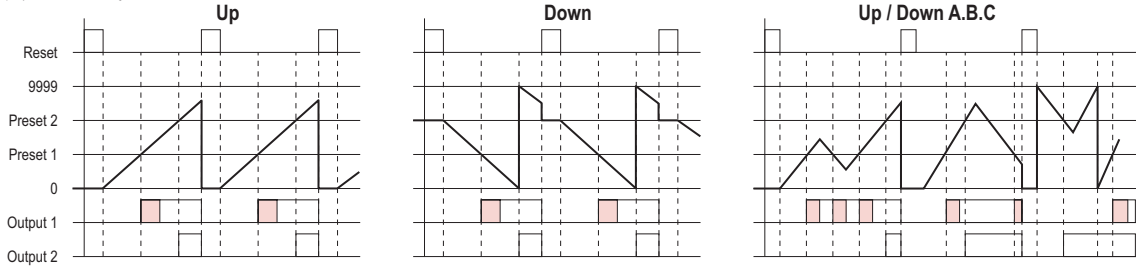 Up
Down
Up / Down A.B.C
Reset
9999
Preset 2
Preset 1
0
Output 1
Output 2